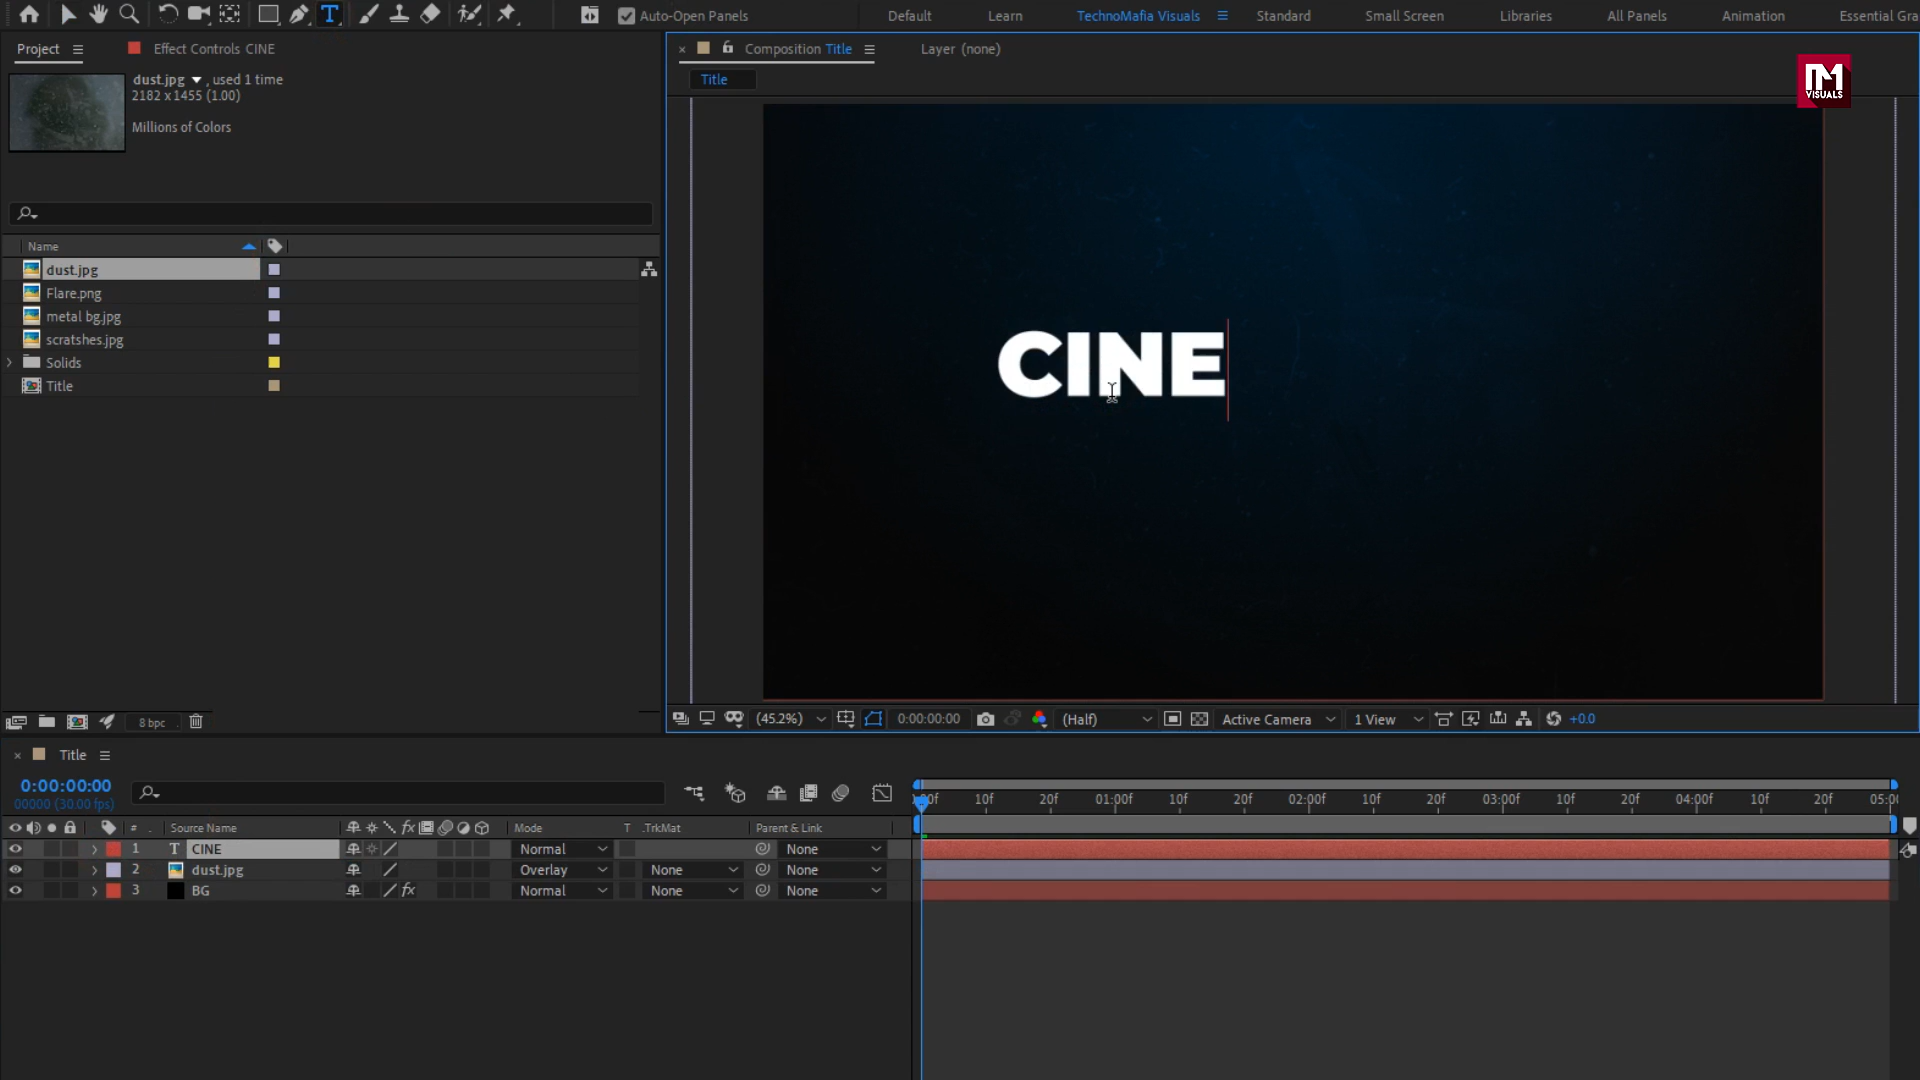 Auto-Open Panels
Default
Learn
TechnoMafia Visuals
Standard
Small Screen
Libraries
All Panels
Animation
Essential Gra
Project
Effect Controls CINE
Composition Title
Layer (none)
dust.jpg , used 1 time
2182 x 1455 (1.00)
Millions of Colors
Title
VISUALS
Name
dust.jpg
Flare.png
metal bg.jpg
scratshes.jpg
Solids
Title
CINE
8 bpc
(45.2%)
0:00:00:00
(Half)
Active Camera
1 View
+0.0
Title
0:00:00:00
00000 (30.00 fps)
10f 20f 01:00f 10f 20f 02:00f 10f 20f 03:00f 10f 20f 04:00f 10f 20f
# Source Name fx Mode T .TrkMat Parent & Link
1 T CINE Normal None
2 dust.jpg Overlay None None
3 BG fx Normal None None